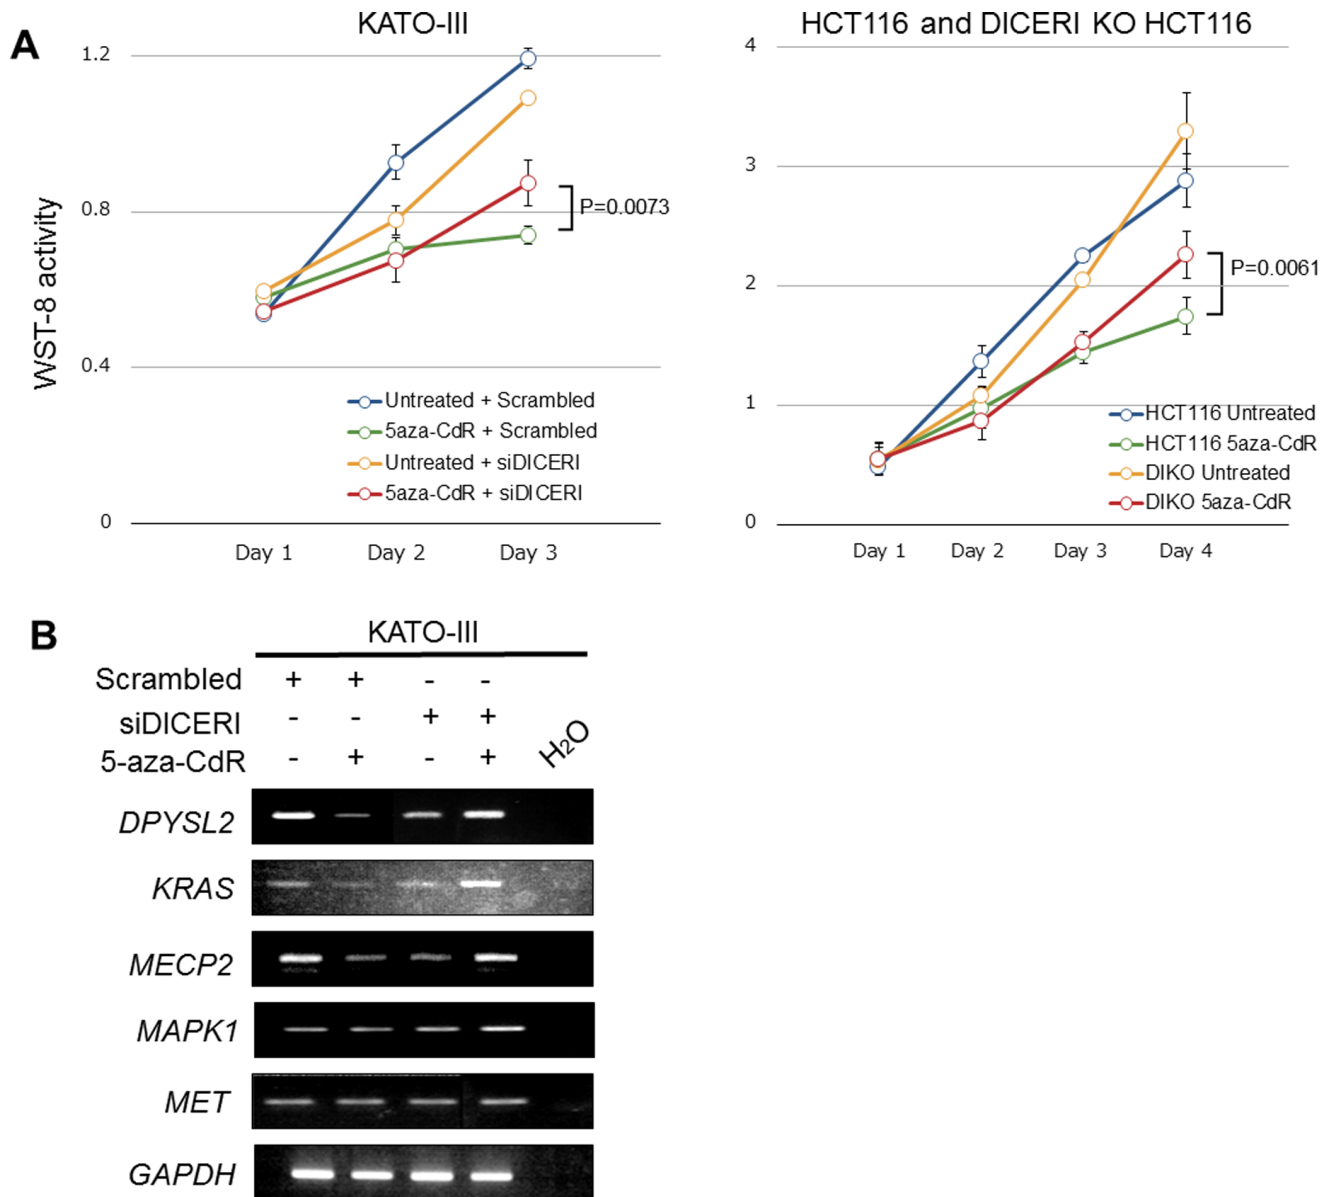 A
KATO-III
HCT116 and DICERI KO HCT116
WST-8 activity
1.2
0.8
0.4
0
P=0.0073
Untreated + Scrambled
5aza-CdR + Scrambled
Untreated + siDICERI
5aza-CdR + siDICERI
Day 1 Day 2 Day 3
4
3
2
1
0
P=0.0061
HCT116 Untreated
HCT116 5aza-CdR
DIKO Untreated
DIKO 5aza-CdR
Day 1 Day 2 Day 3 Day 4
B
KATO-III
Scrambled + + - -
siDICERI - - + +
5-aza-CdR - + - +
H₂O
DPYSL2
KRAS
MECP2
MAPK1
MET
GAPDH